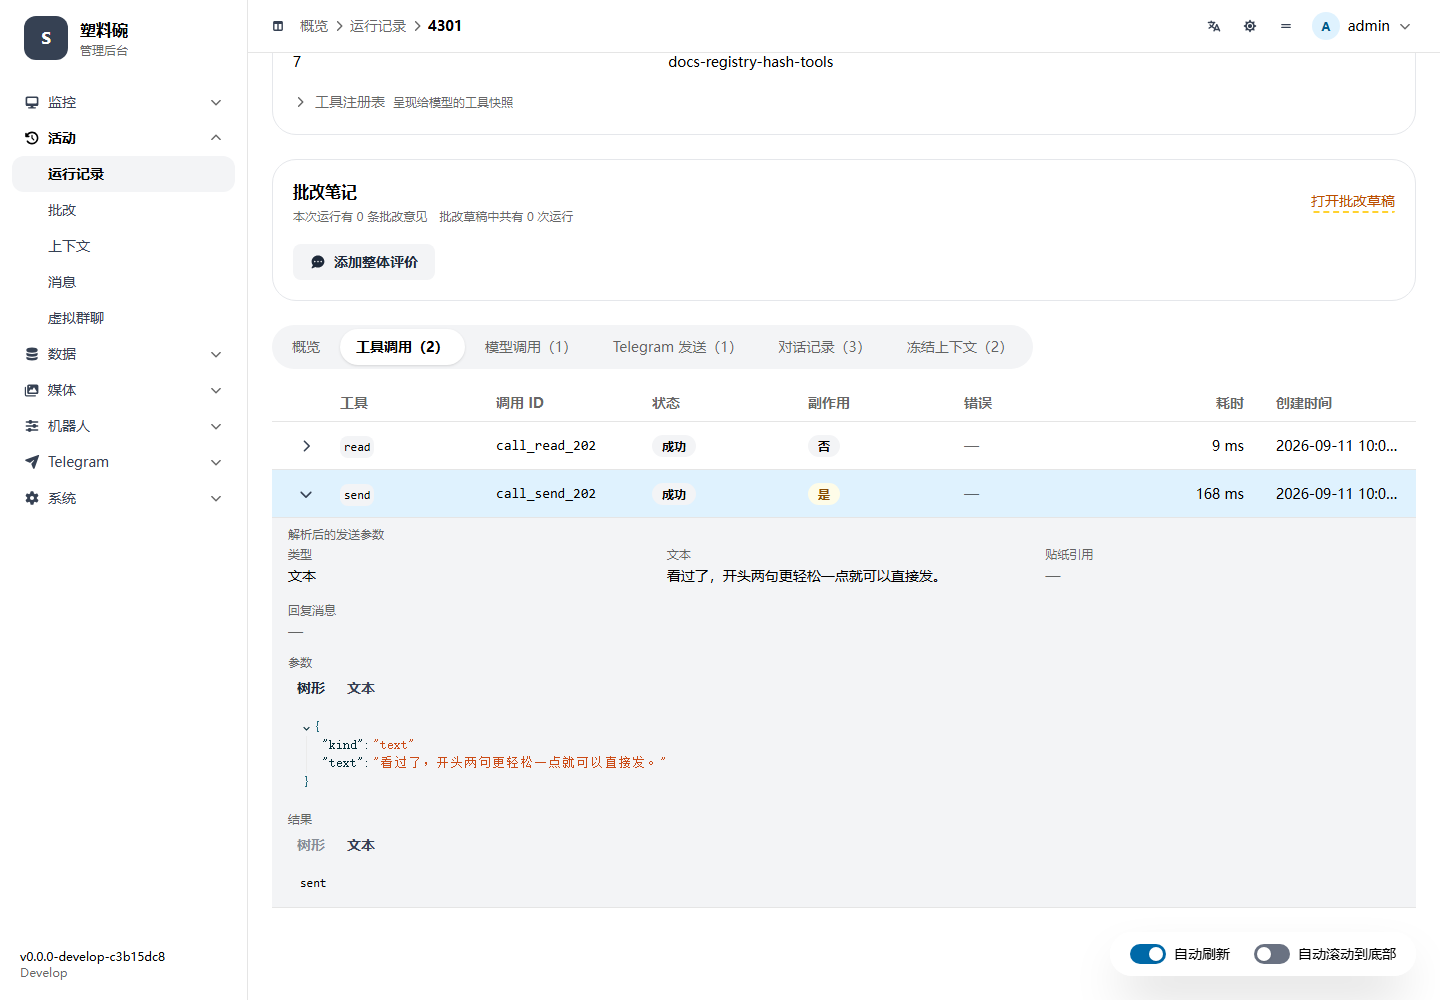 S
塑料碗
管理后台
监控
活动
运行记录
批改
上下文
消息
虚拟群聊
数据
媒体
机器人
Telegram
系统
v0.0.0-develop-c3b15dc8
Develop
概览 > 运行记录 > 4301
A admin
7 docs-registry-hash-tools
工具注册表 呈现给模型的工具快照
批改笔记
本次运行有 0 条批改意见 批改草稿中共有 0 次运行
打开批改草稿
添加整体评价
概览 工具调用（2） 模型调用（1） Telegram 发送（1） 对话记录（3） 冻结上下文（2）
工具 调用 ID 状态 副作用 错误 耗时 创建时间
read call_read_202 成功 否 — 9 ms 2026-09-11 10:0...
send call_send_202 成功 是 — 168 ms 2026-09-11 10:0...
解析后的发送参数
类型 文本 贴纸引用
文本 看过了，开头两句更轻松一点就可以直接发。 —
回复消息
—
参数
树形 文本
{
"kind": "text"
"text": "看过了，开头两句更轻松一点就可以直接发。"
}
结果
树形 文本
sent
自动刷新 自动滚动到底部